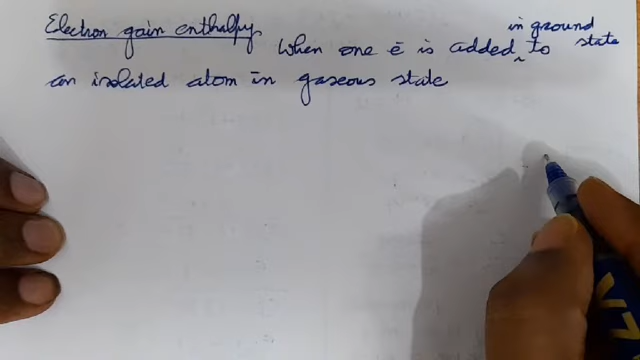 Electron gain enthalpy. When one ē is added ^ to in ground state
an isolated atom in gaseous state